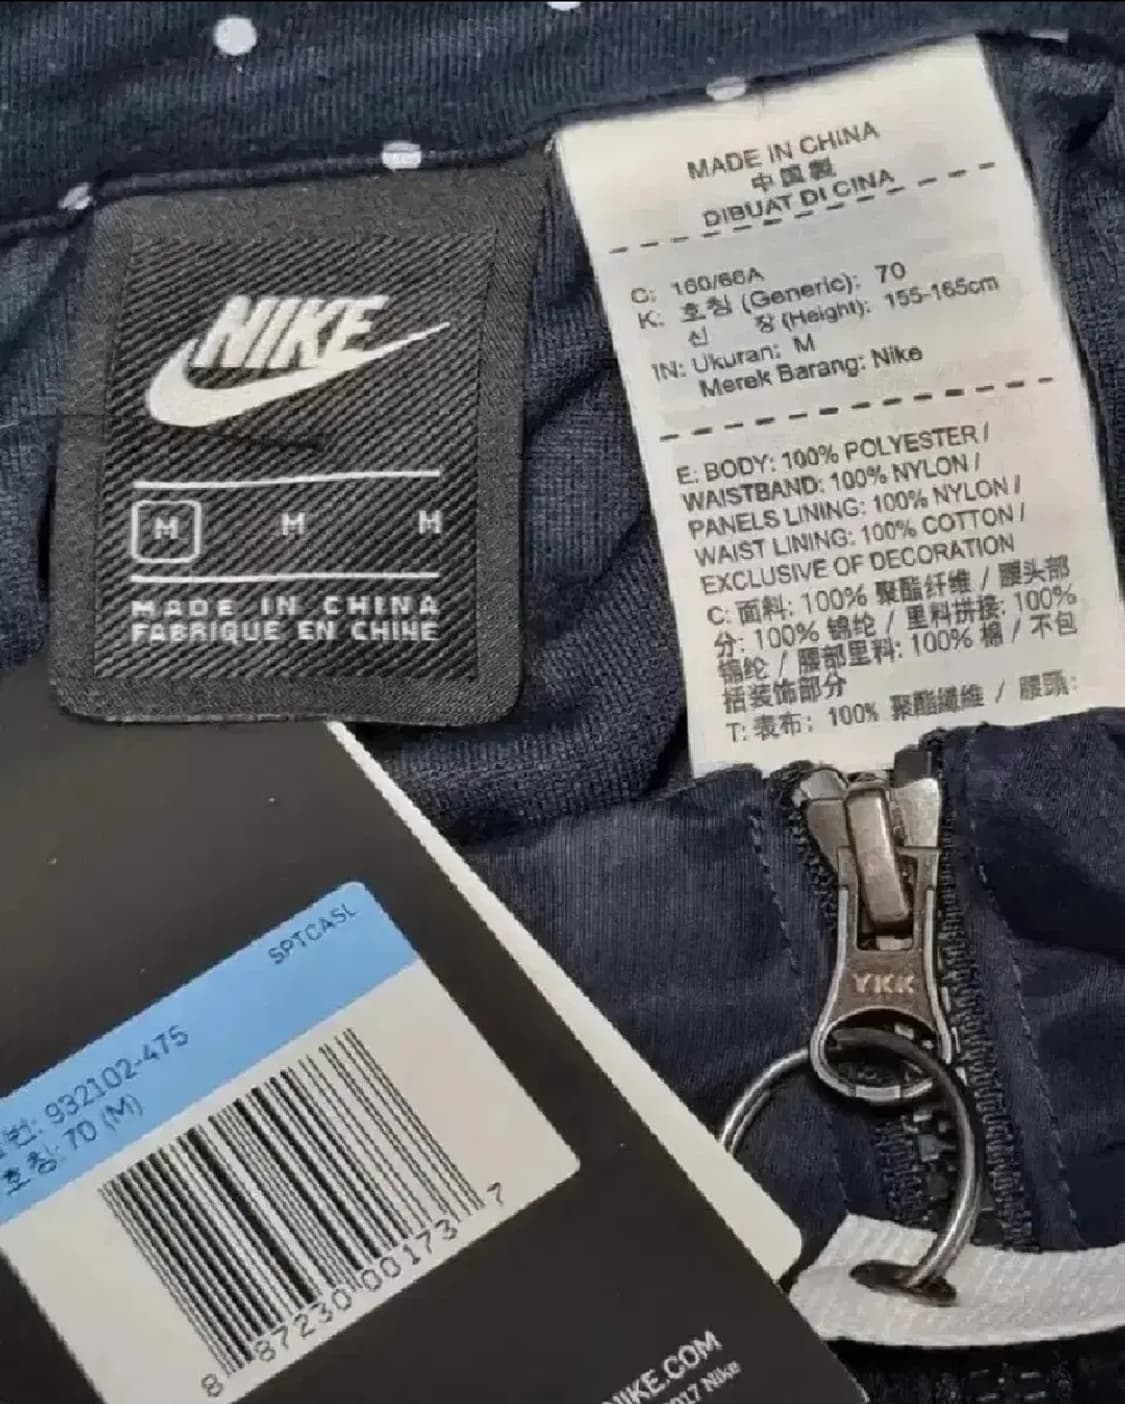 NIKE
M M M
MADE IN CHINA
FABRIQUE EN CHINE
MADE IN CHINA
中国製
DIBUAT DI CINA
C: 160/66A
K: 호칭 (Generic): 70
신 장 (Height): 155-165cm
IN: Ukuran: M
Merek Barang: Nike
E: BODY: 100% POLYESTER /
WAISTBAND: 100% NYLON /
PANELS LINING: 100% NYLON /
WAIST LINING: 100% COTTON /
EXCLUSIVE OF DECORATION
C: 面料: 100% 聚酯纤维 / 腰头部
分: 100% 锦纶 / 里料拼接: 100%
锦纶 / 腰部里料: 100% 棉 / 不包
括装饰部分
T: 表布: 100% 聚酯纖維 / 腰頭:
YKK
SPTCASL
번: 932102-475
호칭: 70 (M)
8 87230 00173 7
NIKE.COM
2017 Nike